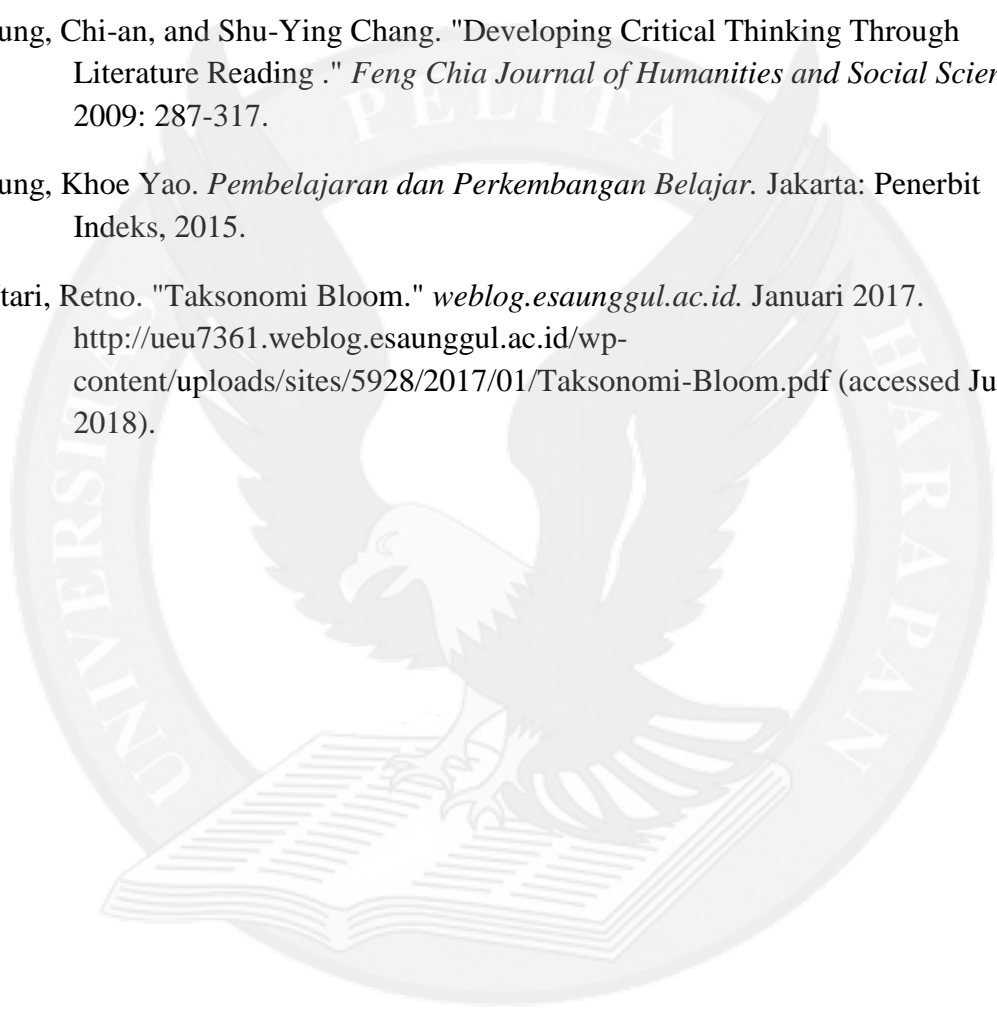 ung, Chi-an, and Shu-Ying Chang. "Developing Critical Thinking Through
Literature Reading ." Feng Chia Journal of Humanities and Social Scien
2009: 287-317.
ung, Khoe Yao. Pembelajaran dan Perkembangan Belajar. Jakarta: Penerbit
Indeks, 2015.
tari, Retno. "Taksonomi Bloom." weblog.esaunggul.ac.id. Januari 2017.
http://ueu7361.weblog.esaunggul.ac.id/wp-
content/uploads/sites/5928/2017/01/Taksonomi-Bloom.pdf (accessed Ju
2018).
UNIVERSITAS PELITA HARAPAN